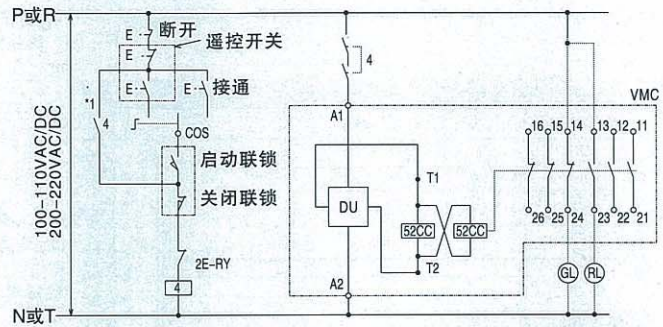 P或R
E
断开
E
遥控开关
E
E
接通
*1
4
COS
启动联锁
关闭联锁
2E-RY
4
N或T
100-110VAC/DC
200-220VAC/DC
4
A1
VMC
16 15 14 13 12 11
T1
DU
52CC
52CC
T2
26 25 24 23 22 21
A2
GL
RL